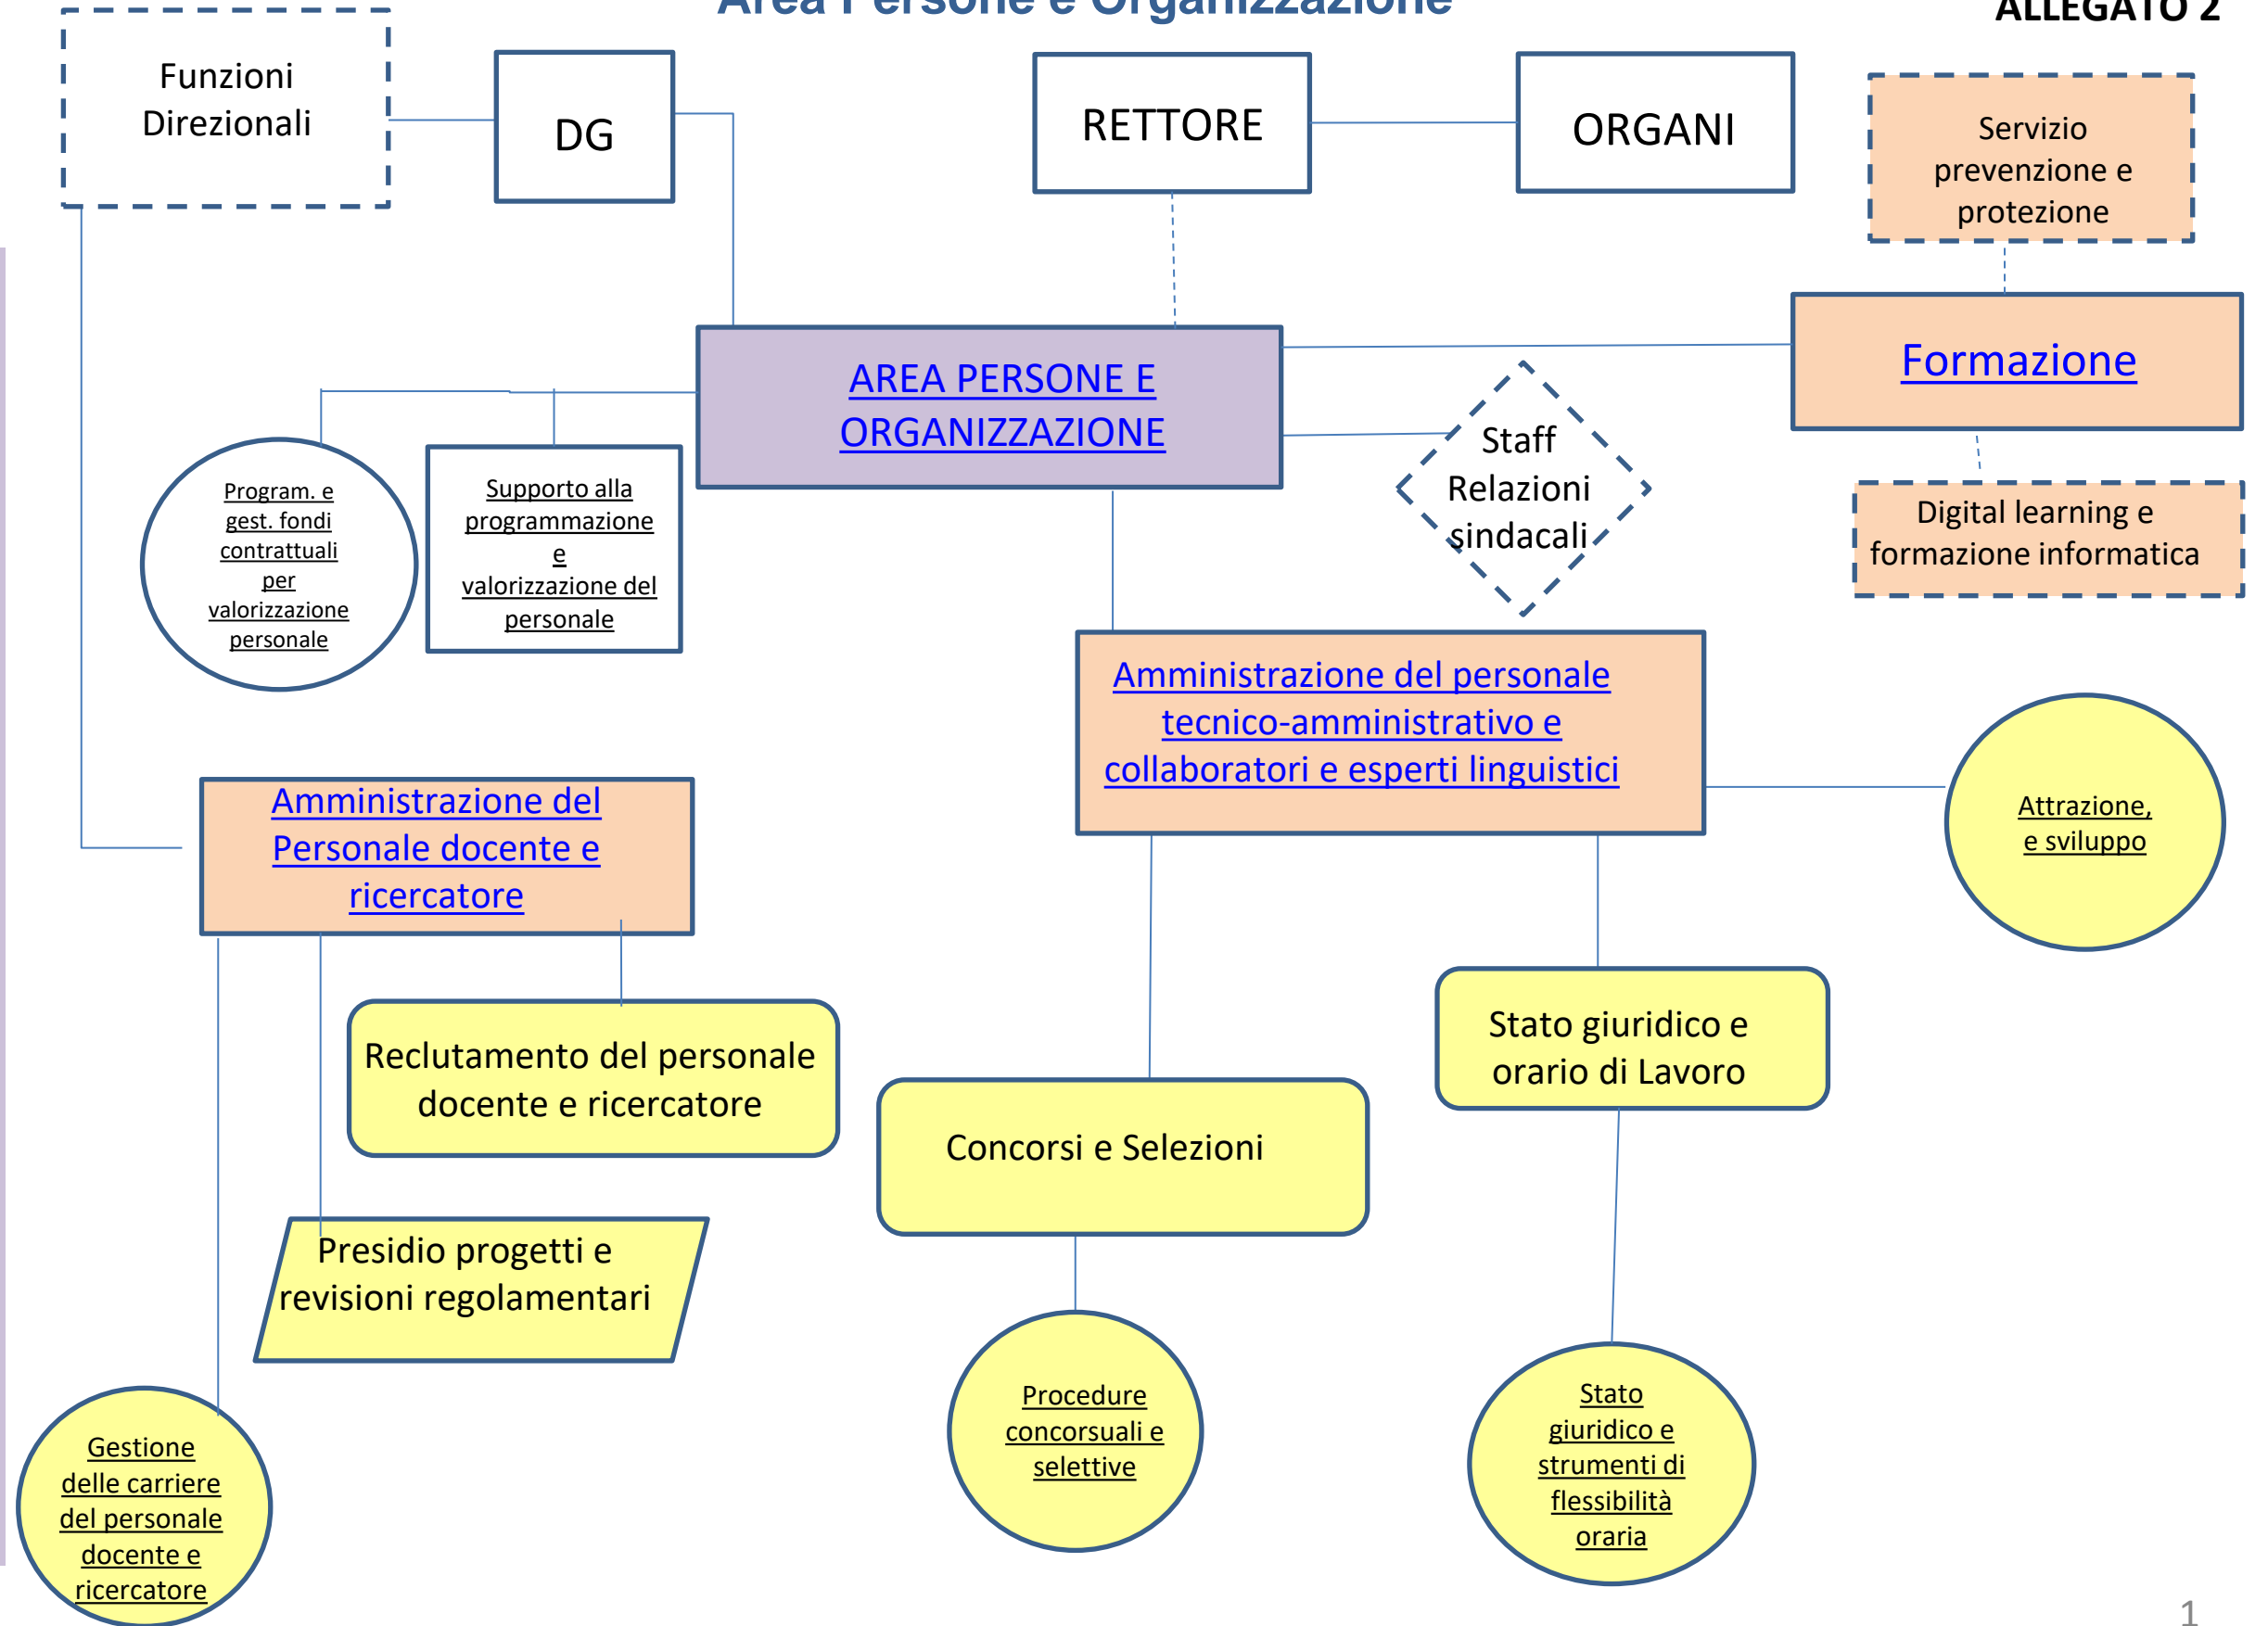 Area Persone e Organizzazione
ALLEGATO 2
Funzioni
Direzionali
DG
RETTORE
ORGANI
Servizio
prevenzione e
protezione
AREA PERSONE E
ORGANIZZAZIONE
Formazione
Staff
Relazioni
sindacali
Digital learning e
formazione informatica
Program. e
gest. fondi
contrattuali
per
valorizzazione
personale
Supporto alla
programmazione
e
valorizzazione del
personale
Amministrazione del personale
tecnico-amministrativo e
collaboratori e esperti linguistici
Attrazione,
e sviluppo
Amministrazione del
Personale docente e
ricercatore
Reclutamento del personale
docente e ricercatore
Stato giuridico e
orario di Lavoro
Concorsi e Selezioni
Presidio progetti e
revisioni regolamentari
Gestione
delle carriere
del personale
docente e
ricercatore
Procedure
concorsuali e
selettive
Stato
giuridico e
strumenti di
flessibilità
oraria
1